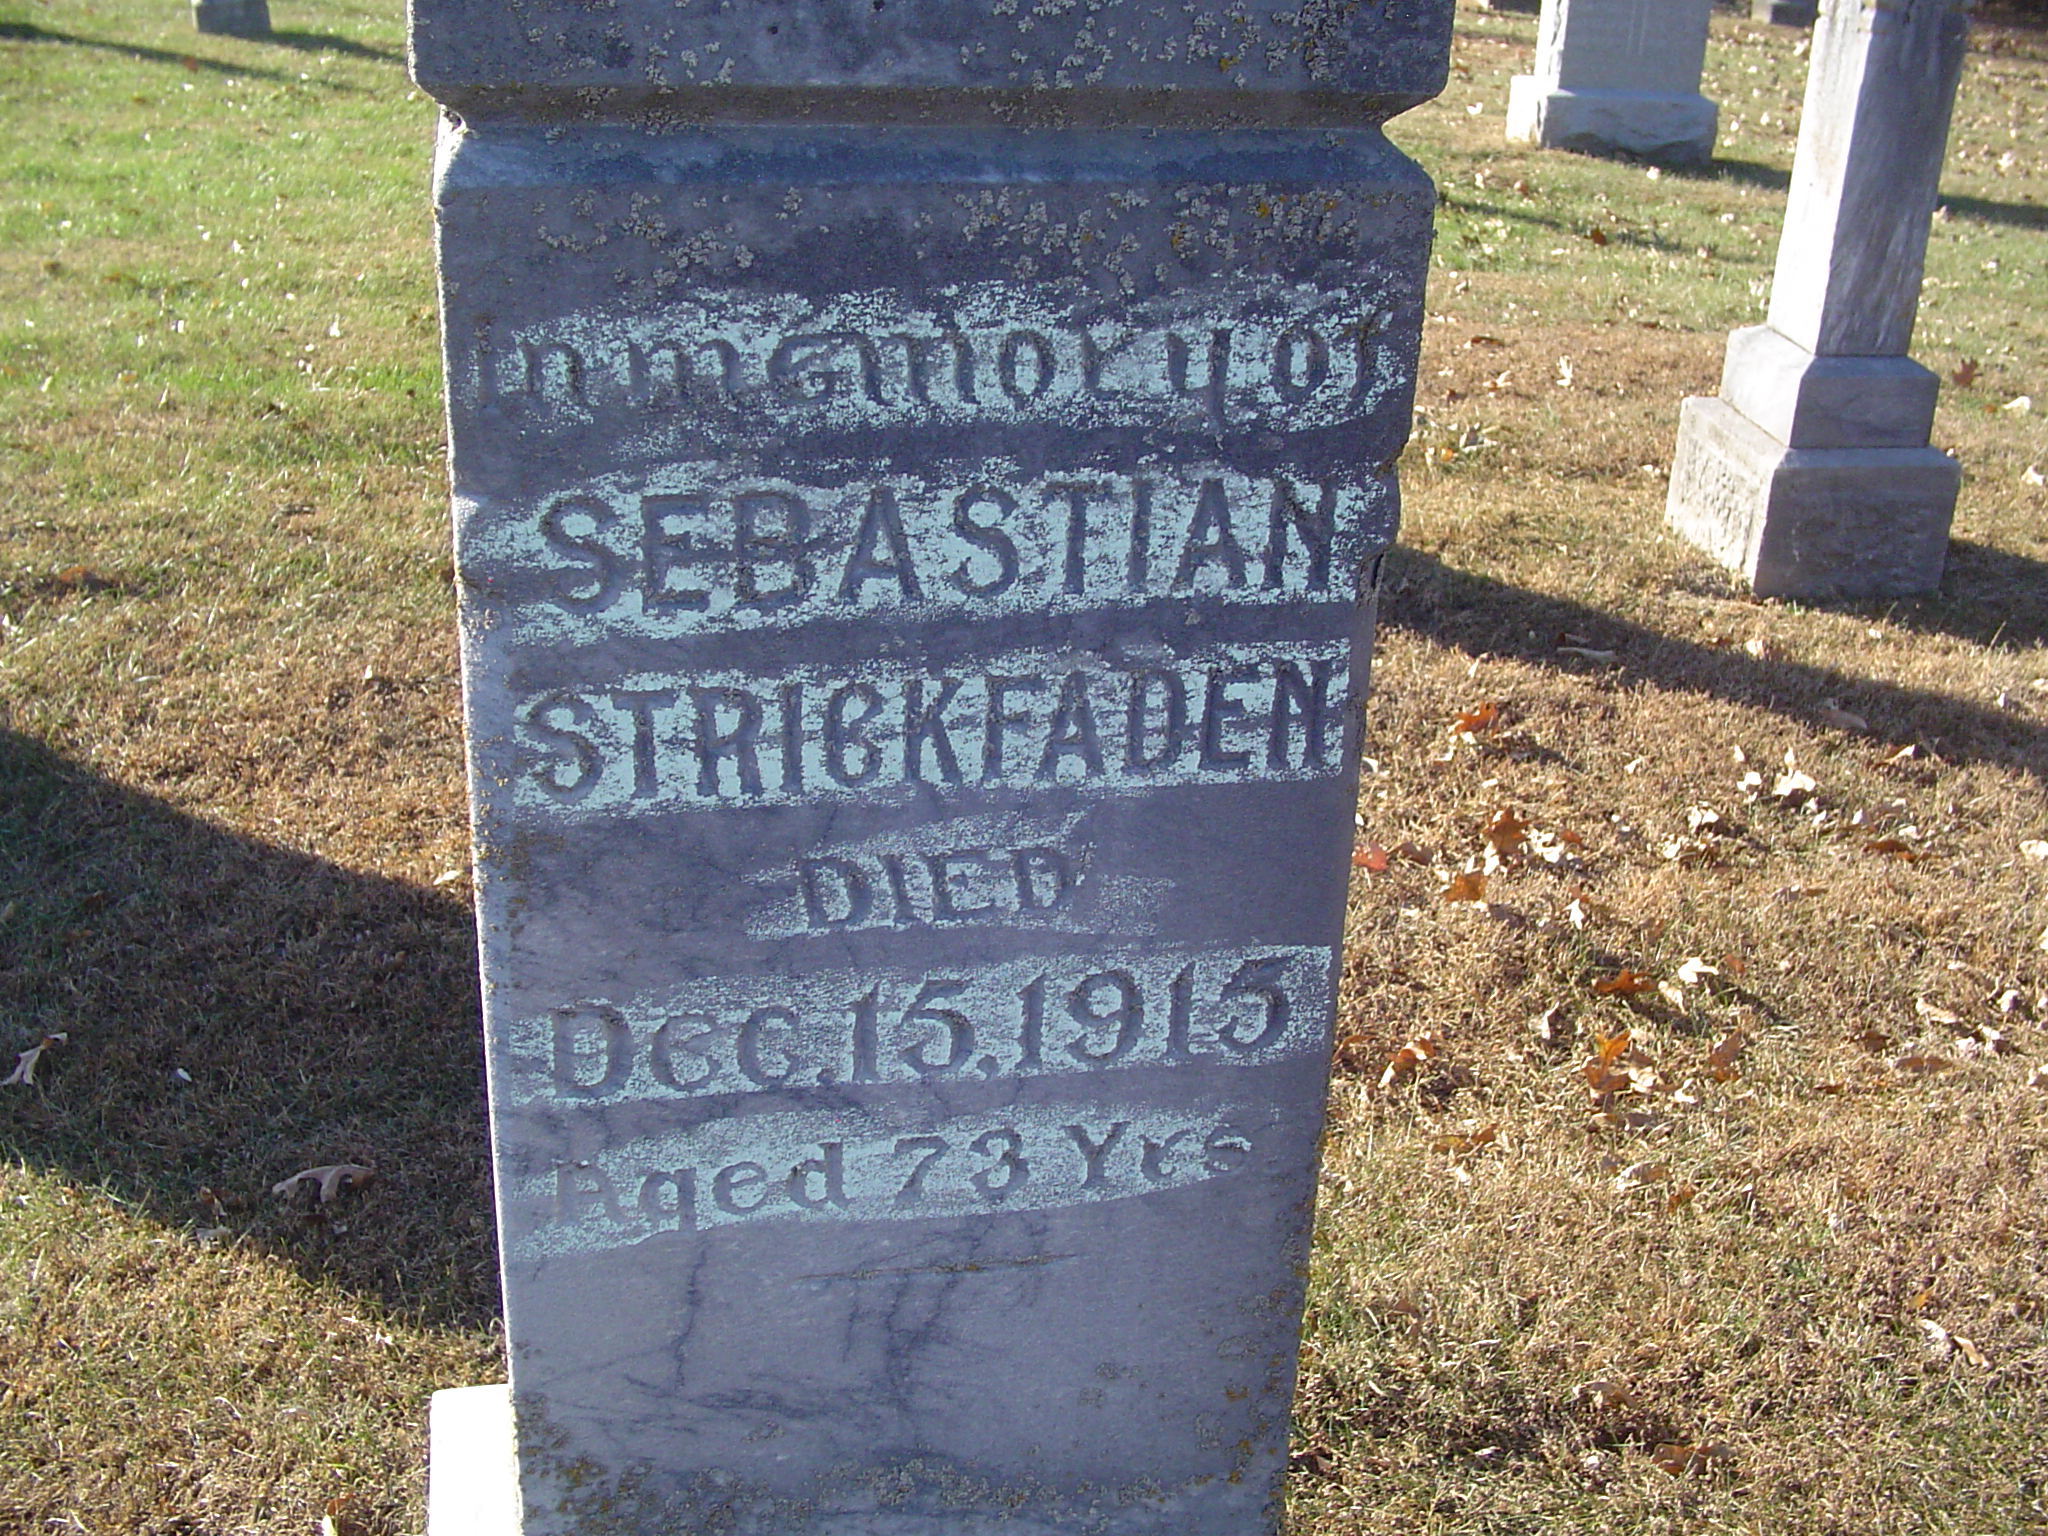 In memory of
SEBASTIAN
STRICKFADEN
DIED
Dec. 15, 1915
Aged 73 Yrs